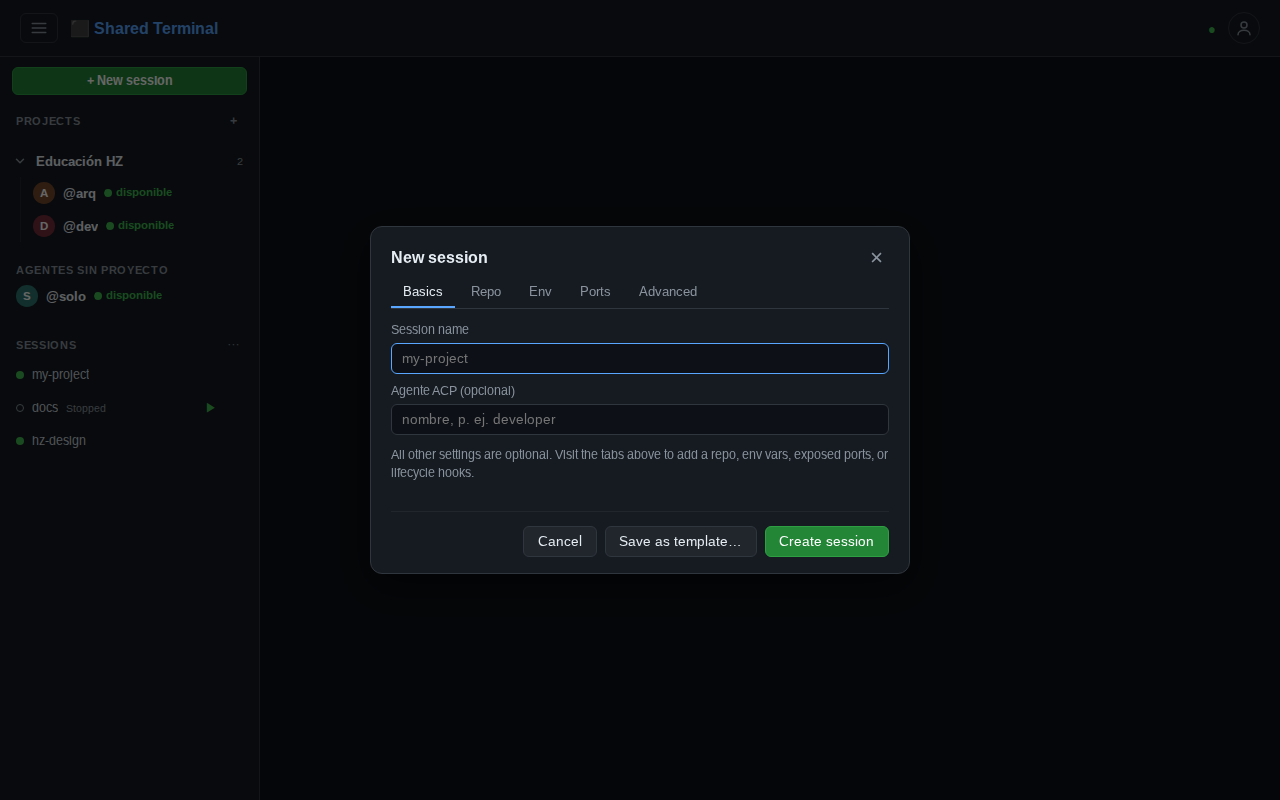 Shared Terminal
+ New session
PROJECTS +
Educación HZ 2
A @arq disponible
D @dev disponible
AGENTES SIN PROYECTO
S @solo disponible
SESSIONS ...
my-project
docs Stopped
hz-design
New session ×
Basics Repo Env Ports Advanced
Session name
my-project
Agente ACP (opcional)
nombre, p. ej. developer
All other settings are optional. Visit the tabs above to add a repo, env vars, exposed ports, or
lifecycle hooks.
Cancel Save as template… Create session